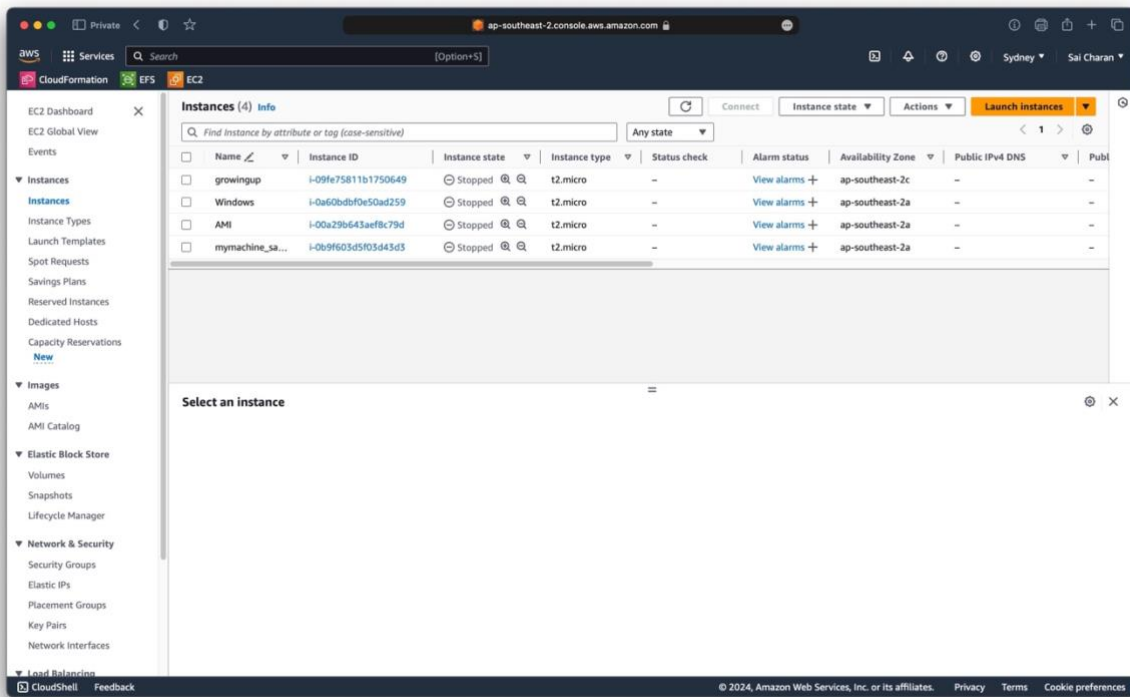 Private
ap-southeast-2.console.aws.amazon.com
aws Services Search [Option+S] Sydney Sai Charan
CloudFormation EFS EC2
EC2 Dashboard
EC2 Global View
Events
Instances
Instances
Instance Types
Launch Templates
Spot Requests
Savings Plans
Reserved Instances
Dedicated Hosts
Capacity Reservations
New
Images
AMIs
AMI Catalog
Elastic Block Store
Volumes
Snapshots
Lifecycle Manager
Network & Security
Security Groups
Elastic IPs
Placement Groups
Key Pairs
Network Interfaces
Load Balancing
Instances (4) Info Connect Instance state Actions Launch instances
Find Instance by attribute or tag (case-sensitive) Any state 1
Name Instance ID Instance state Instance type Status check Alarm status Availability Zone Public IPv4 DNS Publ
growingup i-09fe75811b1750649 Stopped t2.micro – View alarms + ap-southeast-2c – –
Windows i-0a60bdbf0e50ad259 Stopped t2.micro – View alarms + ap-southeast-2a – –
AMI i-00a29b643aef8c79d Stopped t2.micro – View alarms + ap-southeast-2a – –
mymachine_sa... i-0b9f603d5f03d43d3 Stopped t2.micro – View alarms + ap-southeast-2a – –
Select an instance
CloudShell Feedback © 2024, Amazon Web Services, Inc. or its affiliates. Privacy Terms Cookie preferences